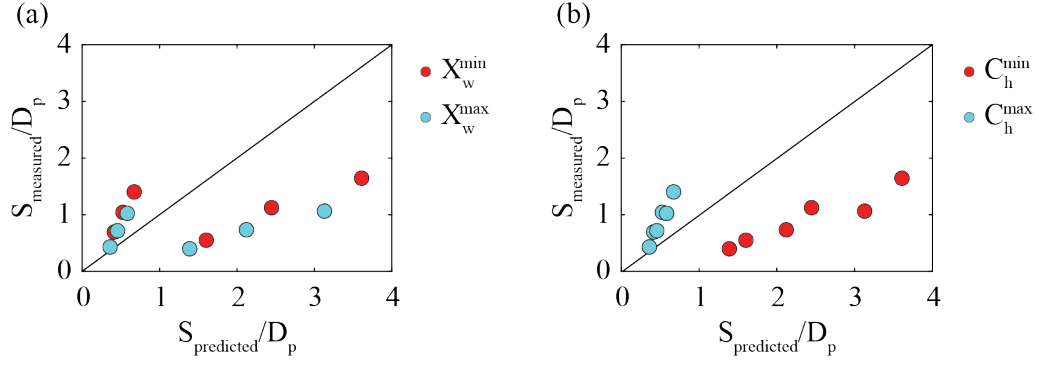 (a)
4
3
2
1
0
0 1 2 3 4
S_measured/D_p
S_predicted/D_p
X_w^min
X_w^max
(b)
4
3
2
1
0
0 1 2 3 4
S_measured/D_p
S_predicted/D_p
C_h^min
C_h^max